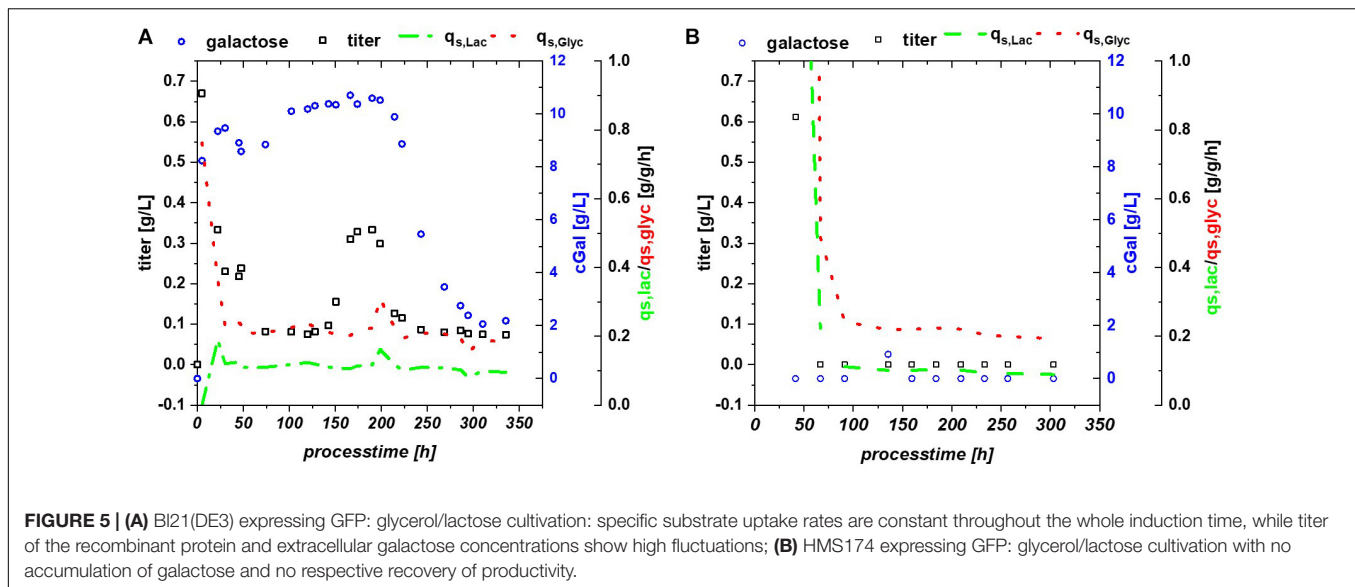 A
galactose titer qs,Lac qs,Glyc
titer [g/L]
0.7
0.6
0.5
0.4
0.3
0.2
0.1
0.0
-0.1
0 50 100 150 200 250 300 350
processtime [h]
12
10
8
6
4
2
0
cGal [g/L]
1.0
0.8
0.6
0.4
0.2
0.0
qs,lac/qs,glyc [g/g/h]
B
galactose titer qs,Lac qs,Glyc
titer [g/L]
0.7
0.6
0.5
0.4
0.3
0.2
0.1
0.0
-0.1
0 50 100 150 200 250 300 350
processtime [h]
12
10
8
6
4
2
0
cGal [g/L]
1.0
0.8
0.6
0.4
0.2
0.0
qs,lac/qs,glyc [g/g/h]
FIGURE 5 | (A) Bl21(DE3) expressing GFP: glycerol/lactose cultivation: specific substrate uptake rates are constant throughout the whole induction time, while titer
of the recombinant protein and extracellular galactose concentrations show high fluctuations; (B) HMS174 expressing GFP: glycerol/lactose cultivation with no
accumulation of galactose and no respective recovery of productivity.